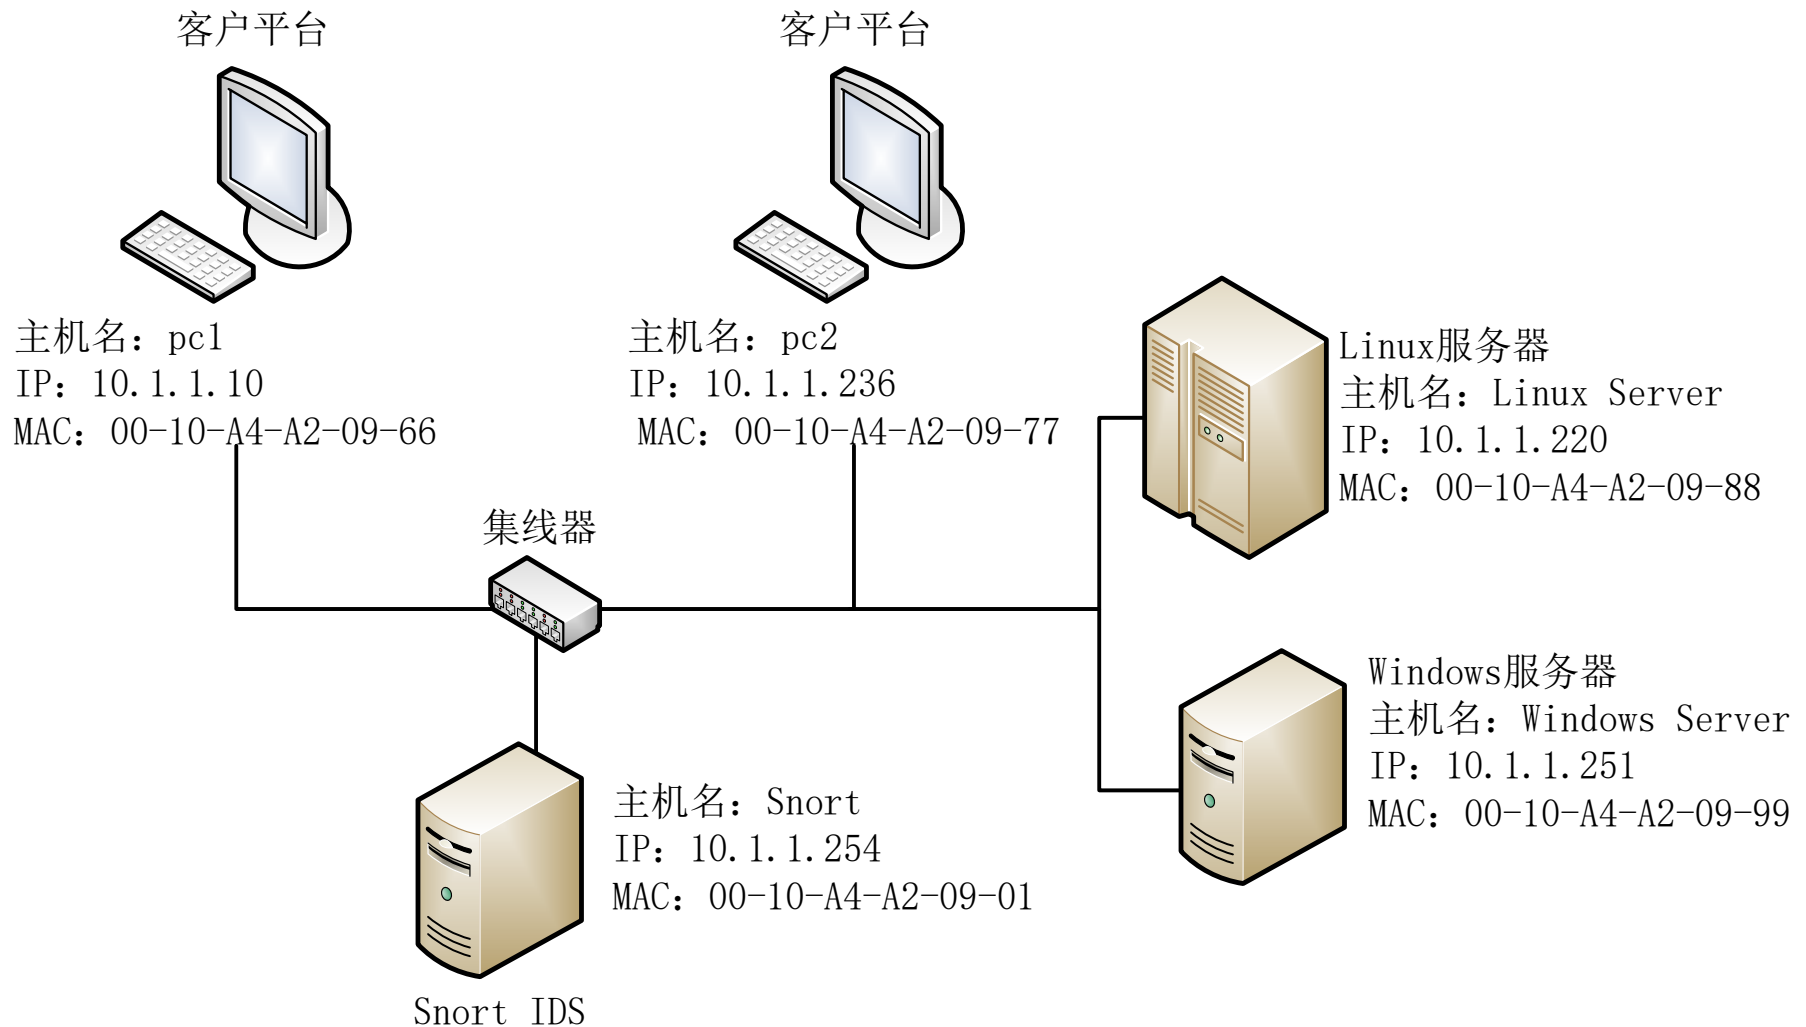 客户平台
主机名：pc1
IP：10.1.1.10
MAC：00-10-A4-A2-09-66
客户平台
主机名：pc2
IP：10.1.1.236
MAC：00-10-A4-A2-09-77
集线器
Linux服务器
主机名：Linux Server
IP：10.1.1.220
MAC：00-10-A4-A2-09-88
Windows服务器
主机名：Windows Server
IP：10.1.1.251
MAC：00-10-A4-A2-09-99
主机名：Snort
IP：10.1.1.254
MAC：00-10-A4-A2-09-01
Snort IDS